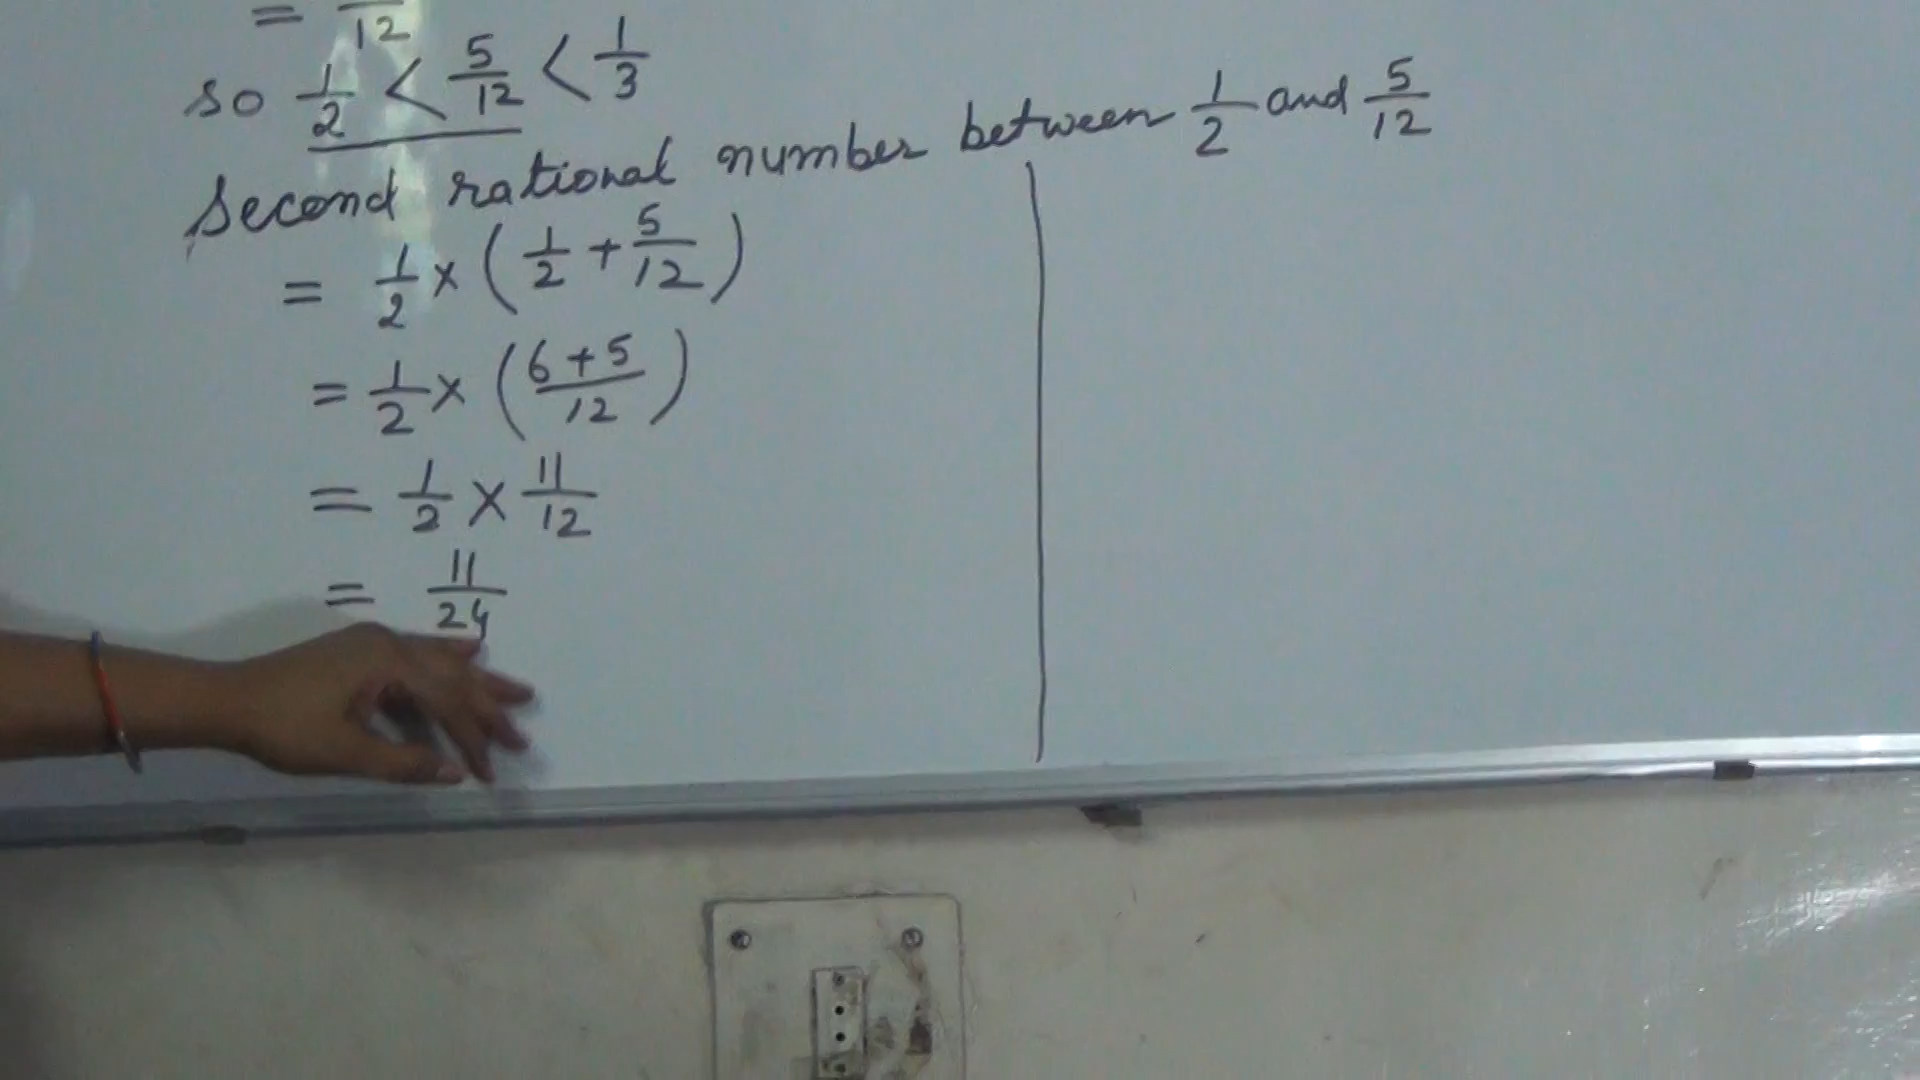 = /12
so 1/2 < 5/12 < 1/3
Second rational number between 1/2 and 5/12
= 1/2 × (1/2 + 5/12)
= 1/2 × (6+5/12)
= 1/2 × 11/12
= 11/24